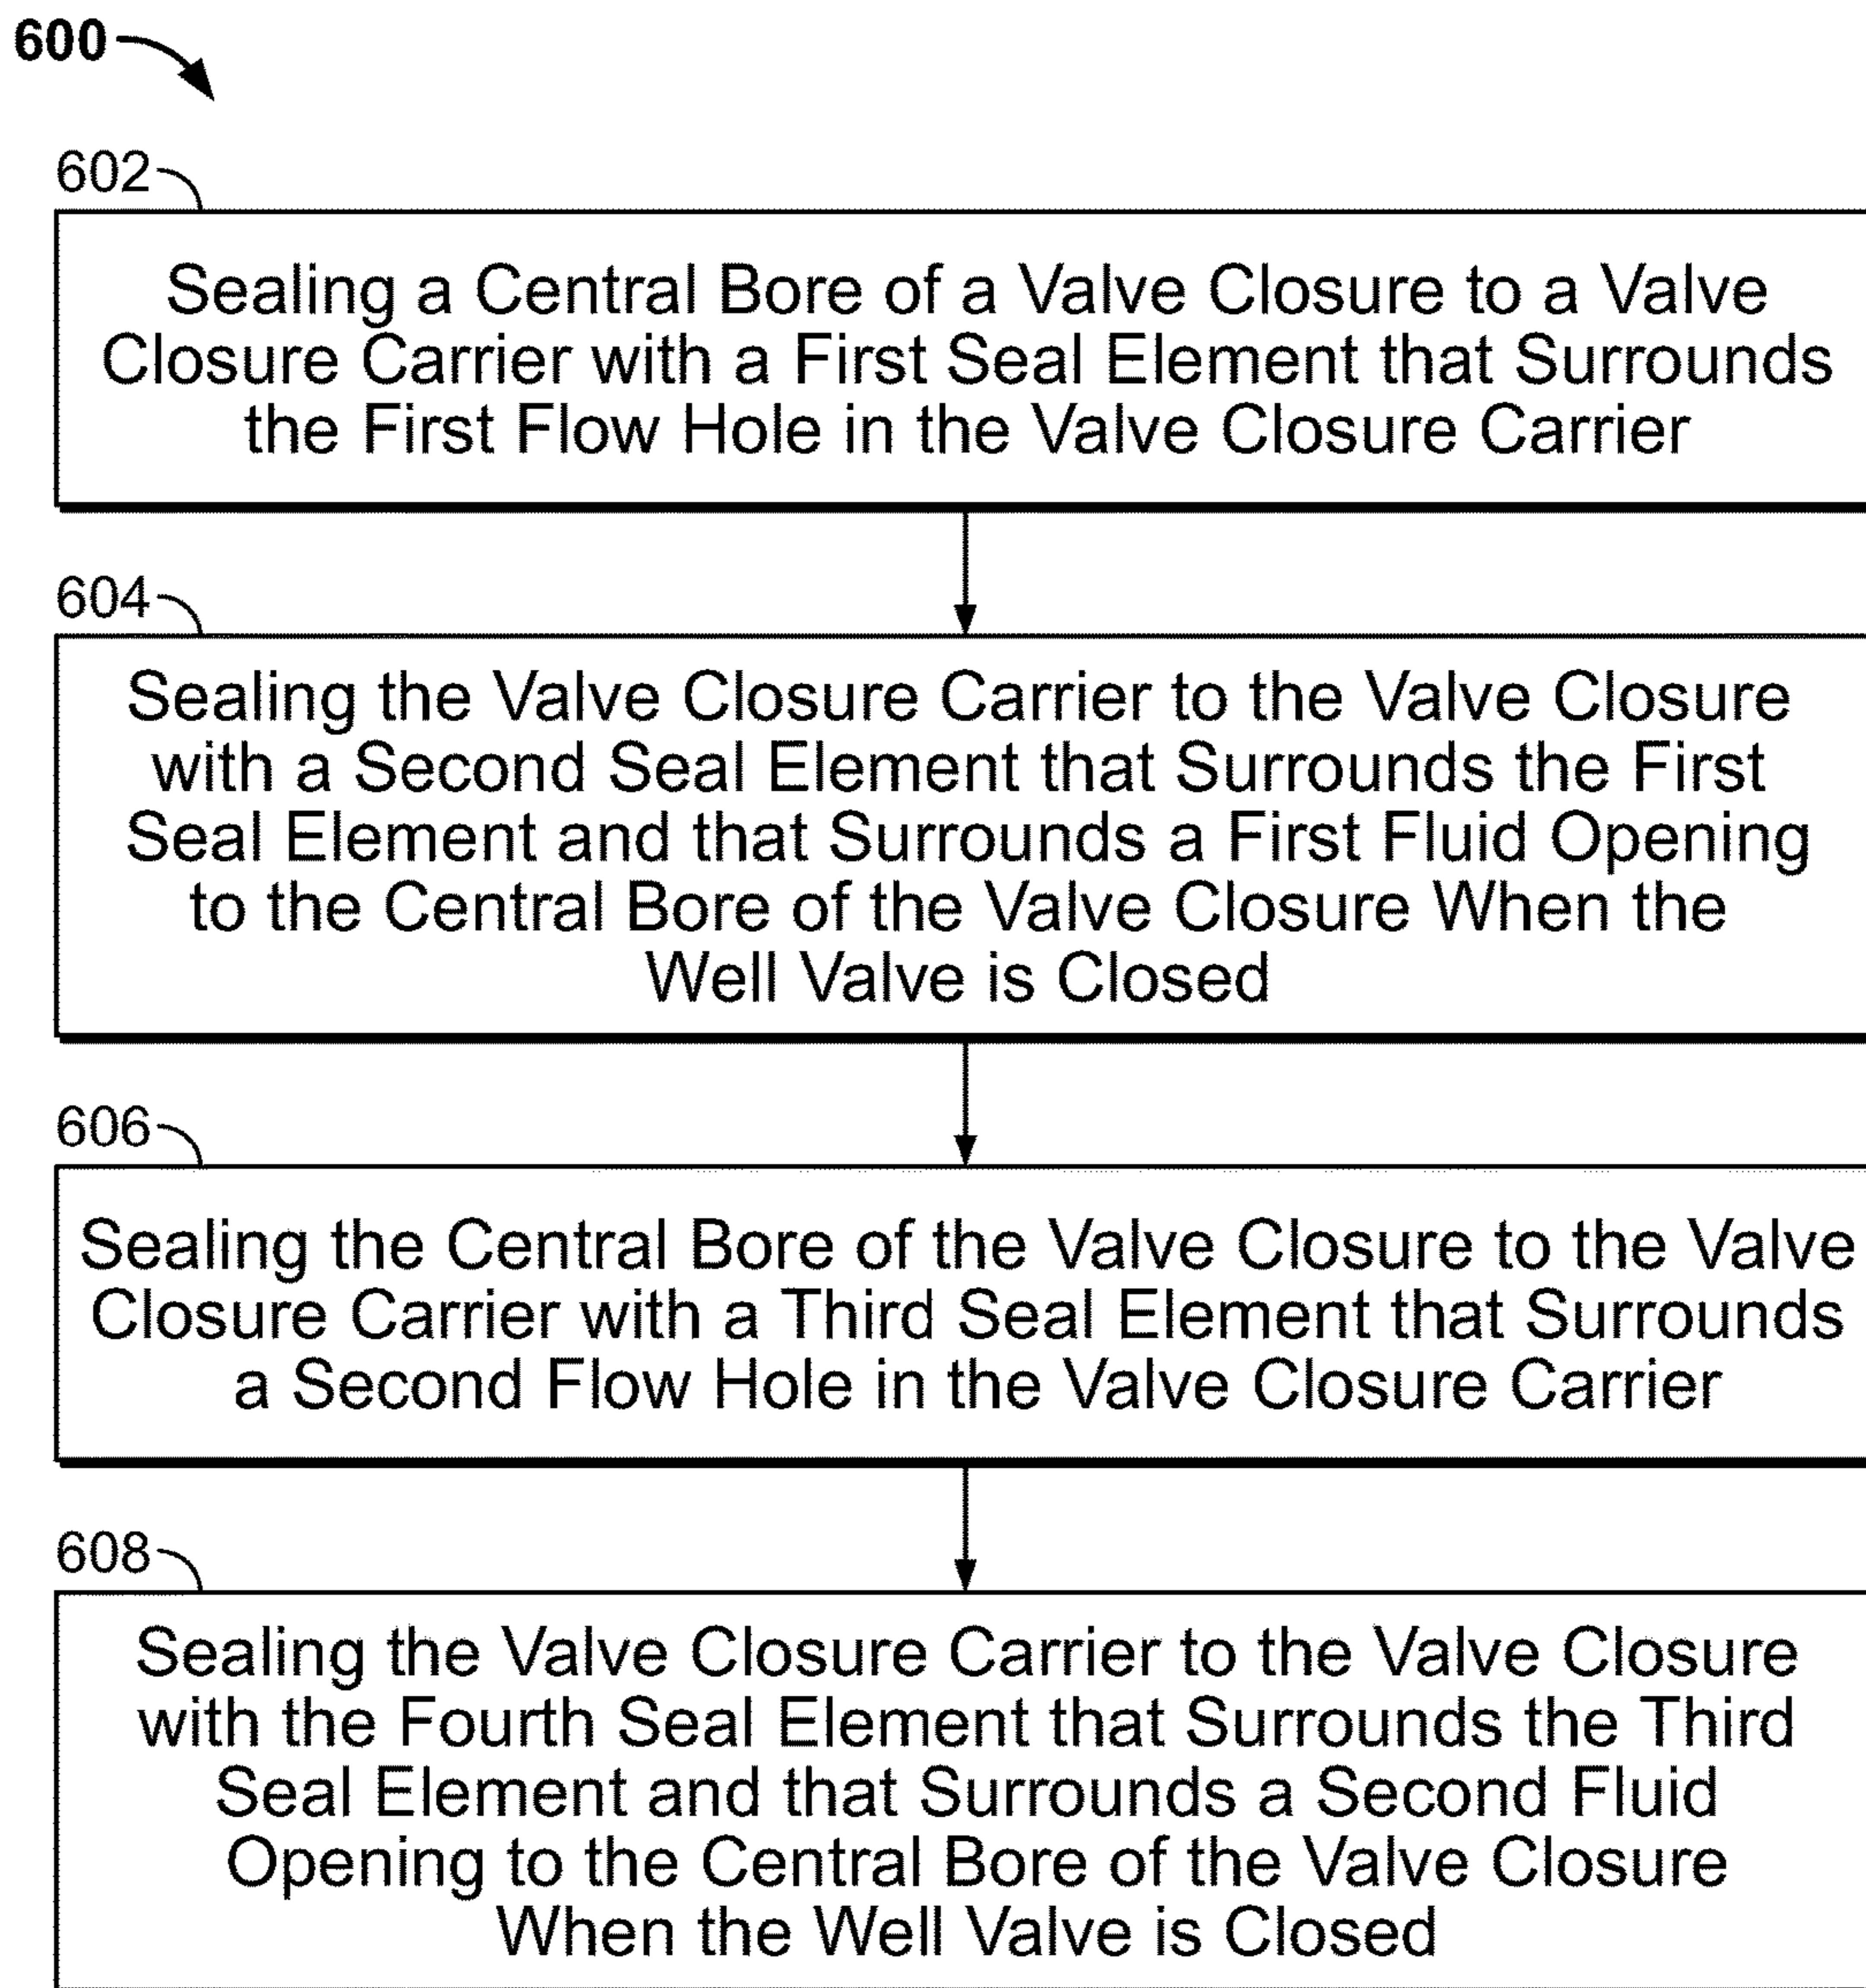 600
602
Sealing a Central Bore of a Valve Closure to a Valve
Closure Carrier with a First Seal Element that Surrounds
the First Flow Hole in the Valve Closure Carrier
604
Sealing the Valve Closure Carrier to the Valve Closure
with a Second Seal Element that Surrounds the First
Seal Element and that Surrounds a First Fluid Opening
to the Central Bore of the Valve Closure When the
Well Valve is Closed
606
Sealing the Central Bore of the Valve Closure to the Valve
Closure Carrier with a Third Seal Element that Surrounds
a Second Flow Hole in the Valve Closure Carrier
608
Sealing the Valve Closure Carrier to the Valve Closure
with the Fourth Seal Element that Surrounds the Third
Seal Element and that Surrounds a Second Fluid
Opening to the Central Bore of the Valve Closure
When the Well Valve is Closed